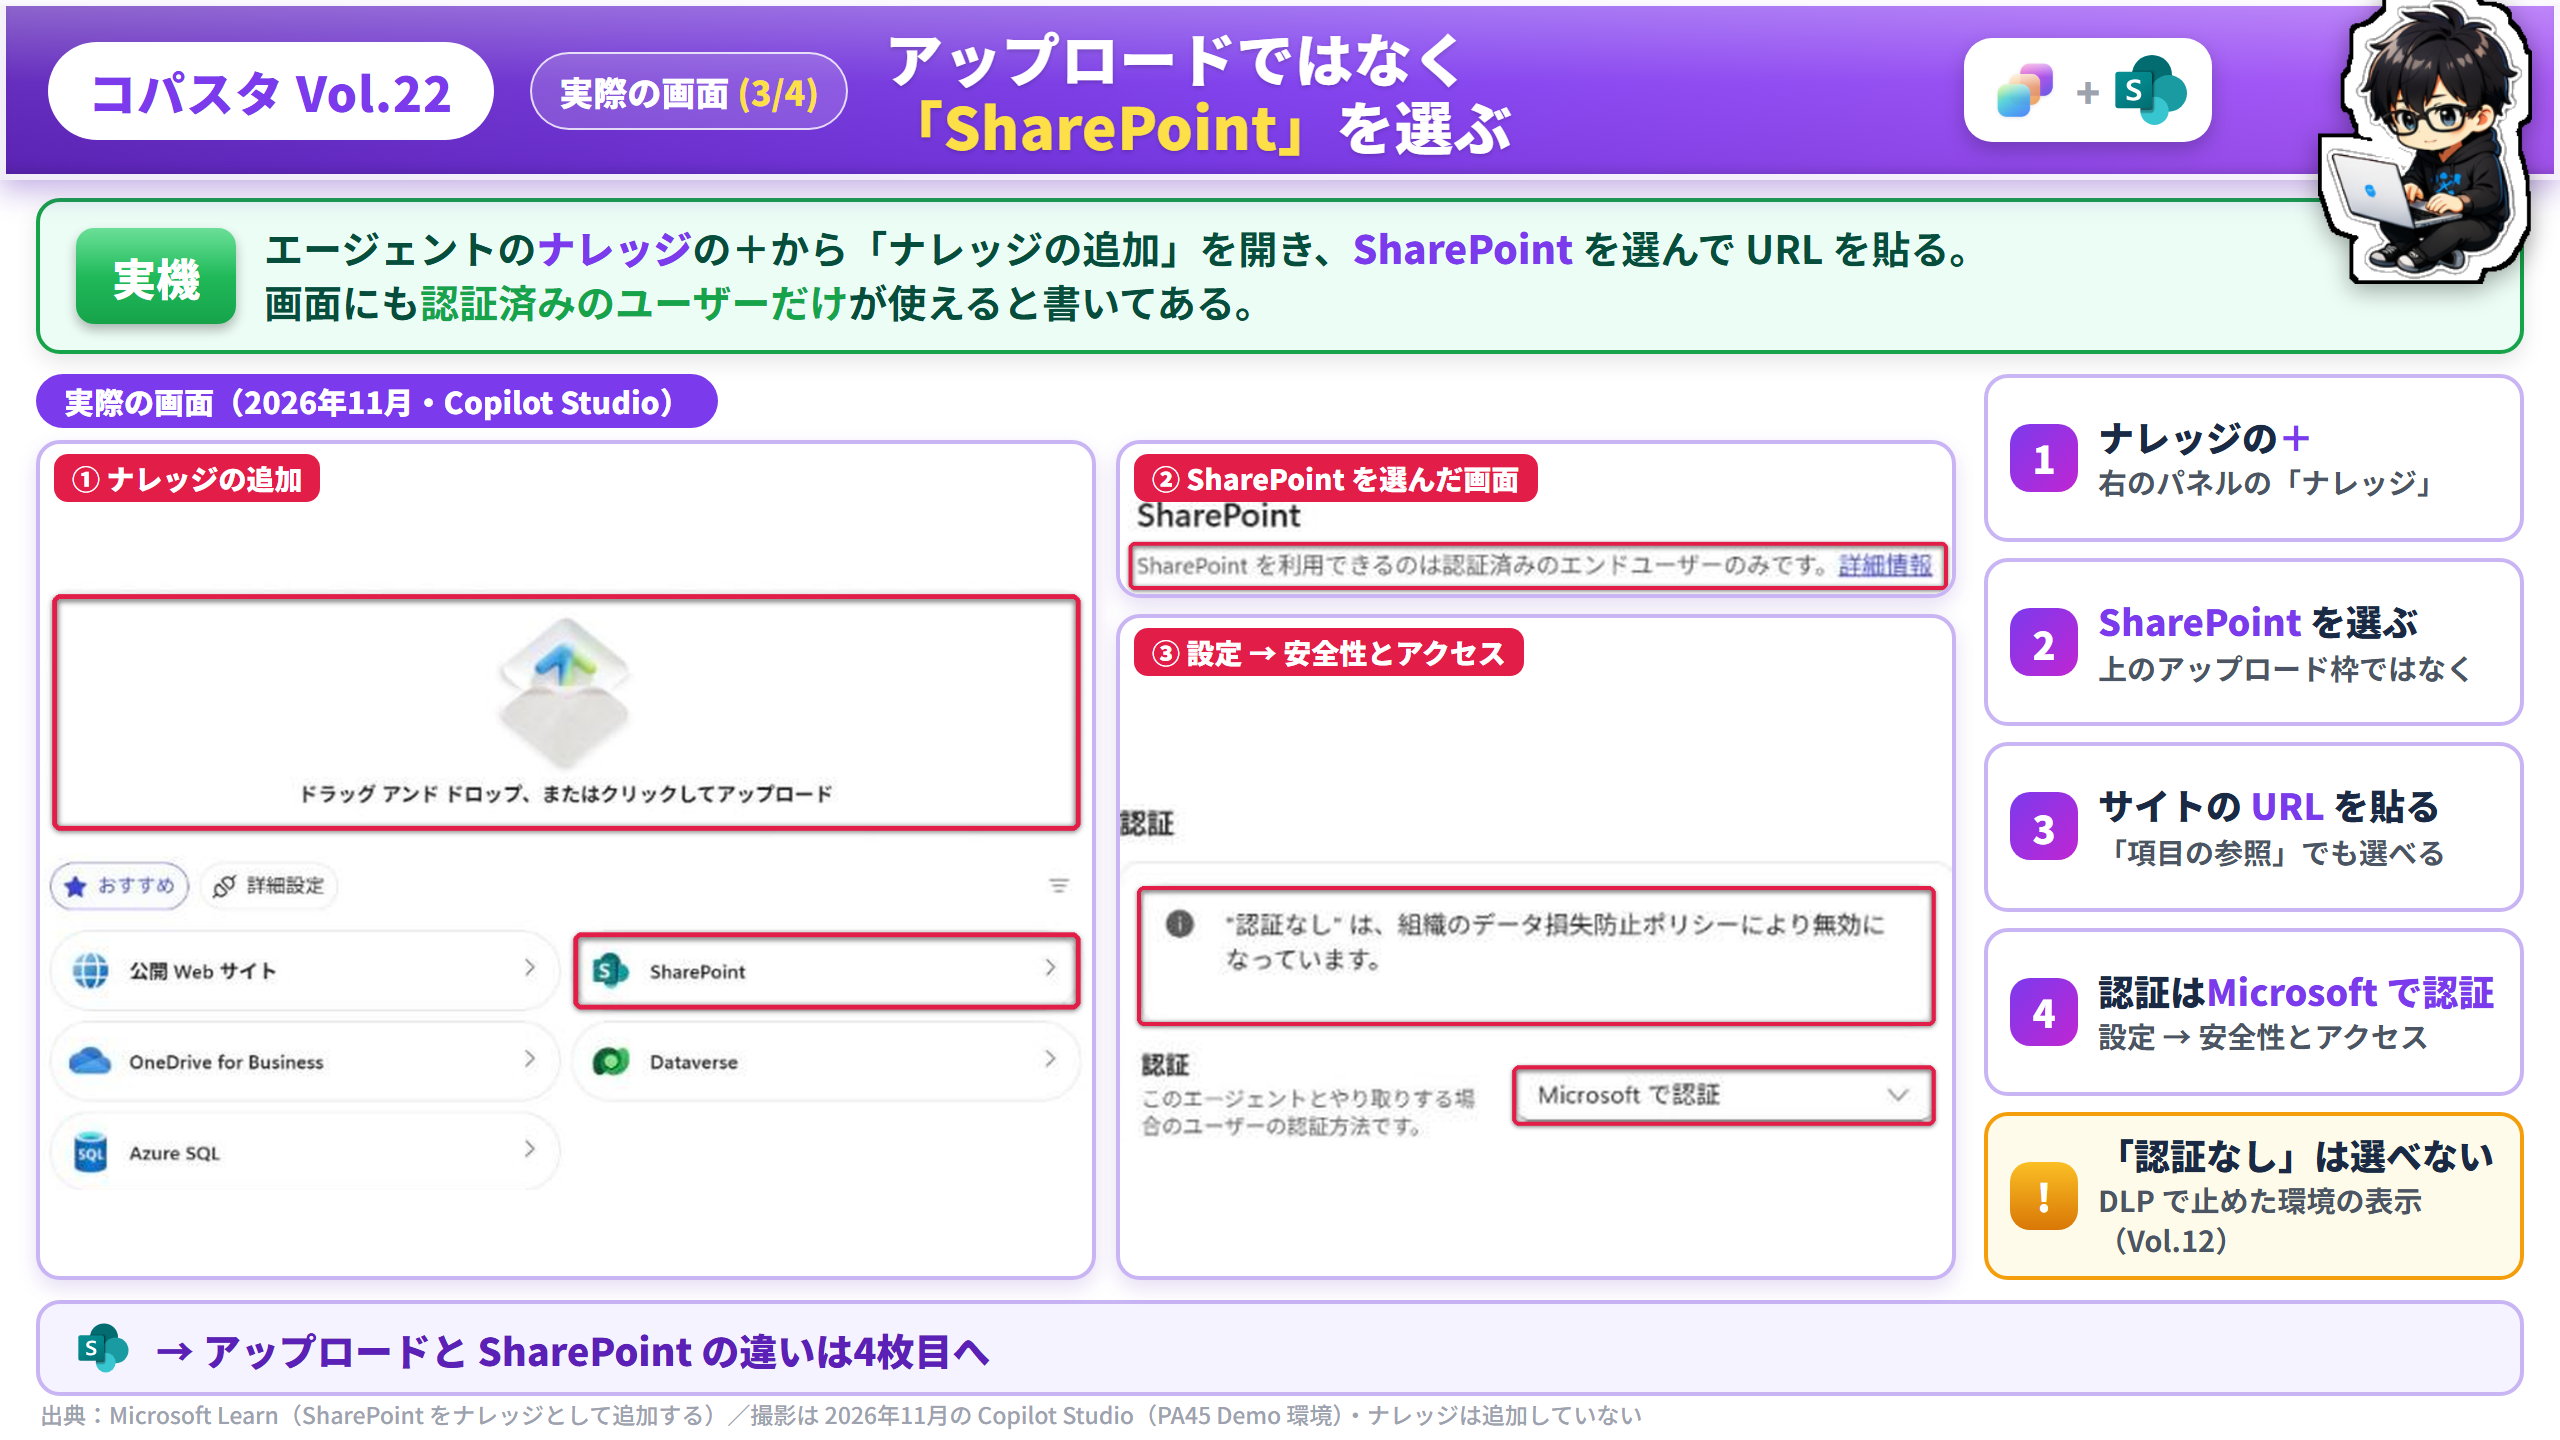 コパスタ Vol.22
実際の画面 (3/4)
アップロードではなく
「SharePoint」を選ぶ
S
実機
エージェントのナレッジの＋から「ナレッジの追加」を開き、SharePoint を選んで URL を貼る。
画面にも認証済みのユーザーだけが使えると書いてある。
実際の画面（2026年11月・Copilot Studio）
① ナレッジの追加
ドラッグ アンド ドロップ、またはクリックしてアップロード
おすすめ
詳細設定
公開 Web サイト
SharePoint
OneDrive for Business
Dataverse
SQL
Azure SQL
② SharePoint を選んだ画面
SharePoint
SharePoint を利用できるのは認証済みのエンドユーザーのみです。詳細情報
③ 設定 → 安全性とアクセス
認証
"認証なし" は、組織のデータ損失防止ポリシーにより無効に
なっています。
認証
このエージェントとやり取りする場
合のユーザーの認証方法です。
Microsoft で認証
1
ナレッジの＋
右のパネルの「ナレッジ」
2
SharePoint を選ぶ
上のアップロード枠ではなく
3
サイトの URL を貼る
「項目の参照」でも選べる
4
認証はMicrosoft で認証
設定 → 安全性とアクセス
!
「認証なし」は選べない
DLP で止めた環境の表示
（Vol.12）
S
→ アップロードと SharePoint の違いは4枚目へ
出典：Microsoft Learn（SharePoint をナレッジとして追加する）／撮影は 2026年11月の Copilot Studio（PA45 Demo 環境）・ナレッジは追加していない